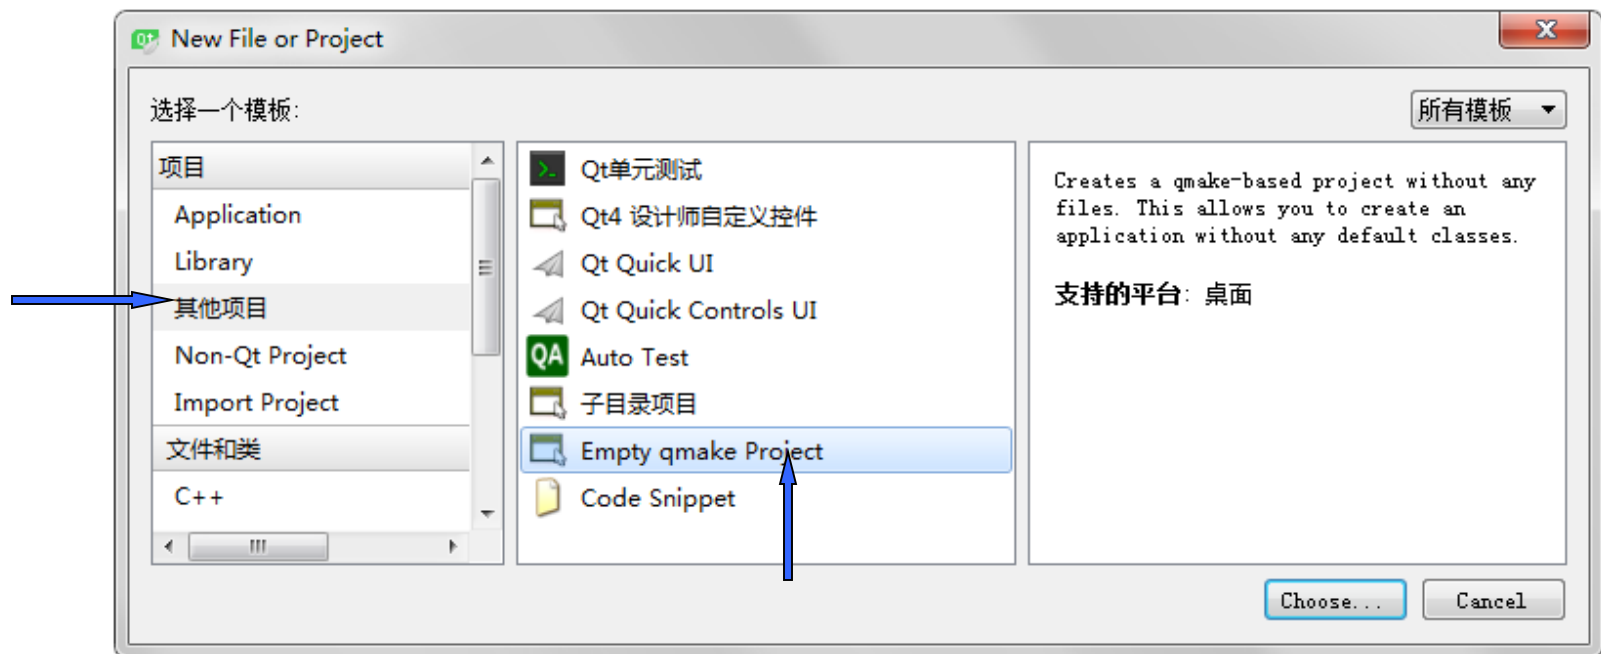 New File or Project
选择一个模板:
所有模板
项目
Application
Library
其他项目
Non-Qt Project
Import Project
文件和类
C++
Qt单元测试
Qt4 设计师自定义控件
Qt Quick UI
Qt Quick Controls UI
QA Auto Test
子目录项目
Empty qmake Project
Code Snippet
Creates a qmake-based project without any
files. This allows you to create an
application without any default classes.
支持的平台: 桌面
Choose...
Cancel